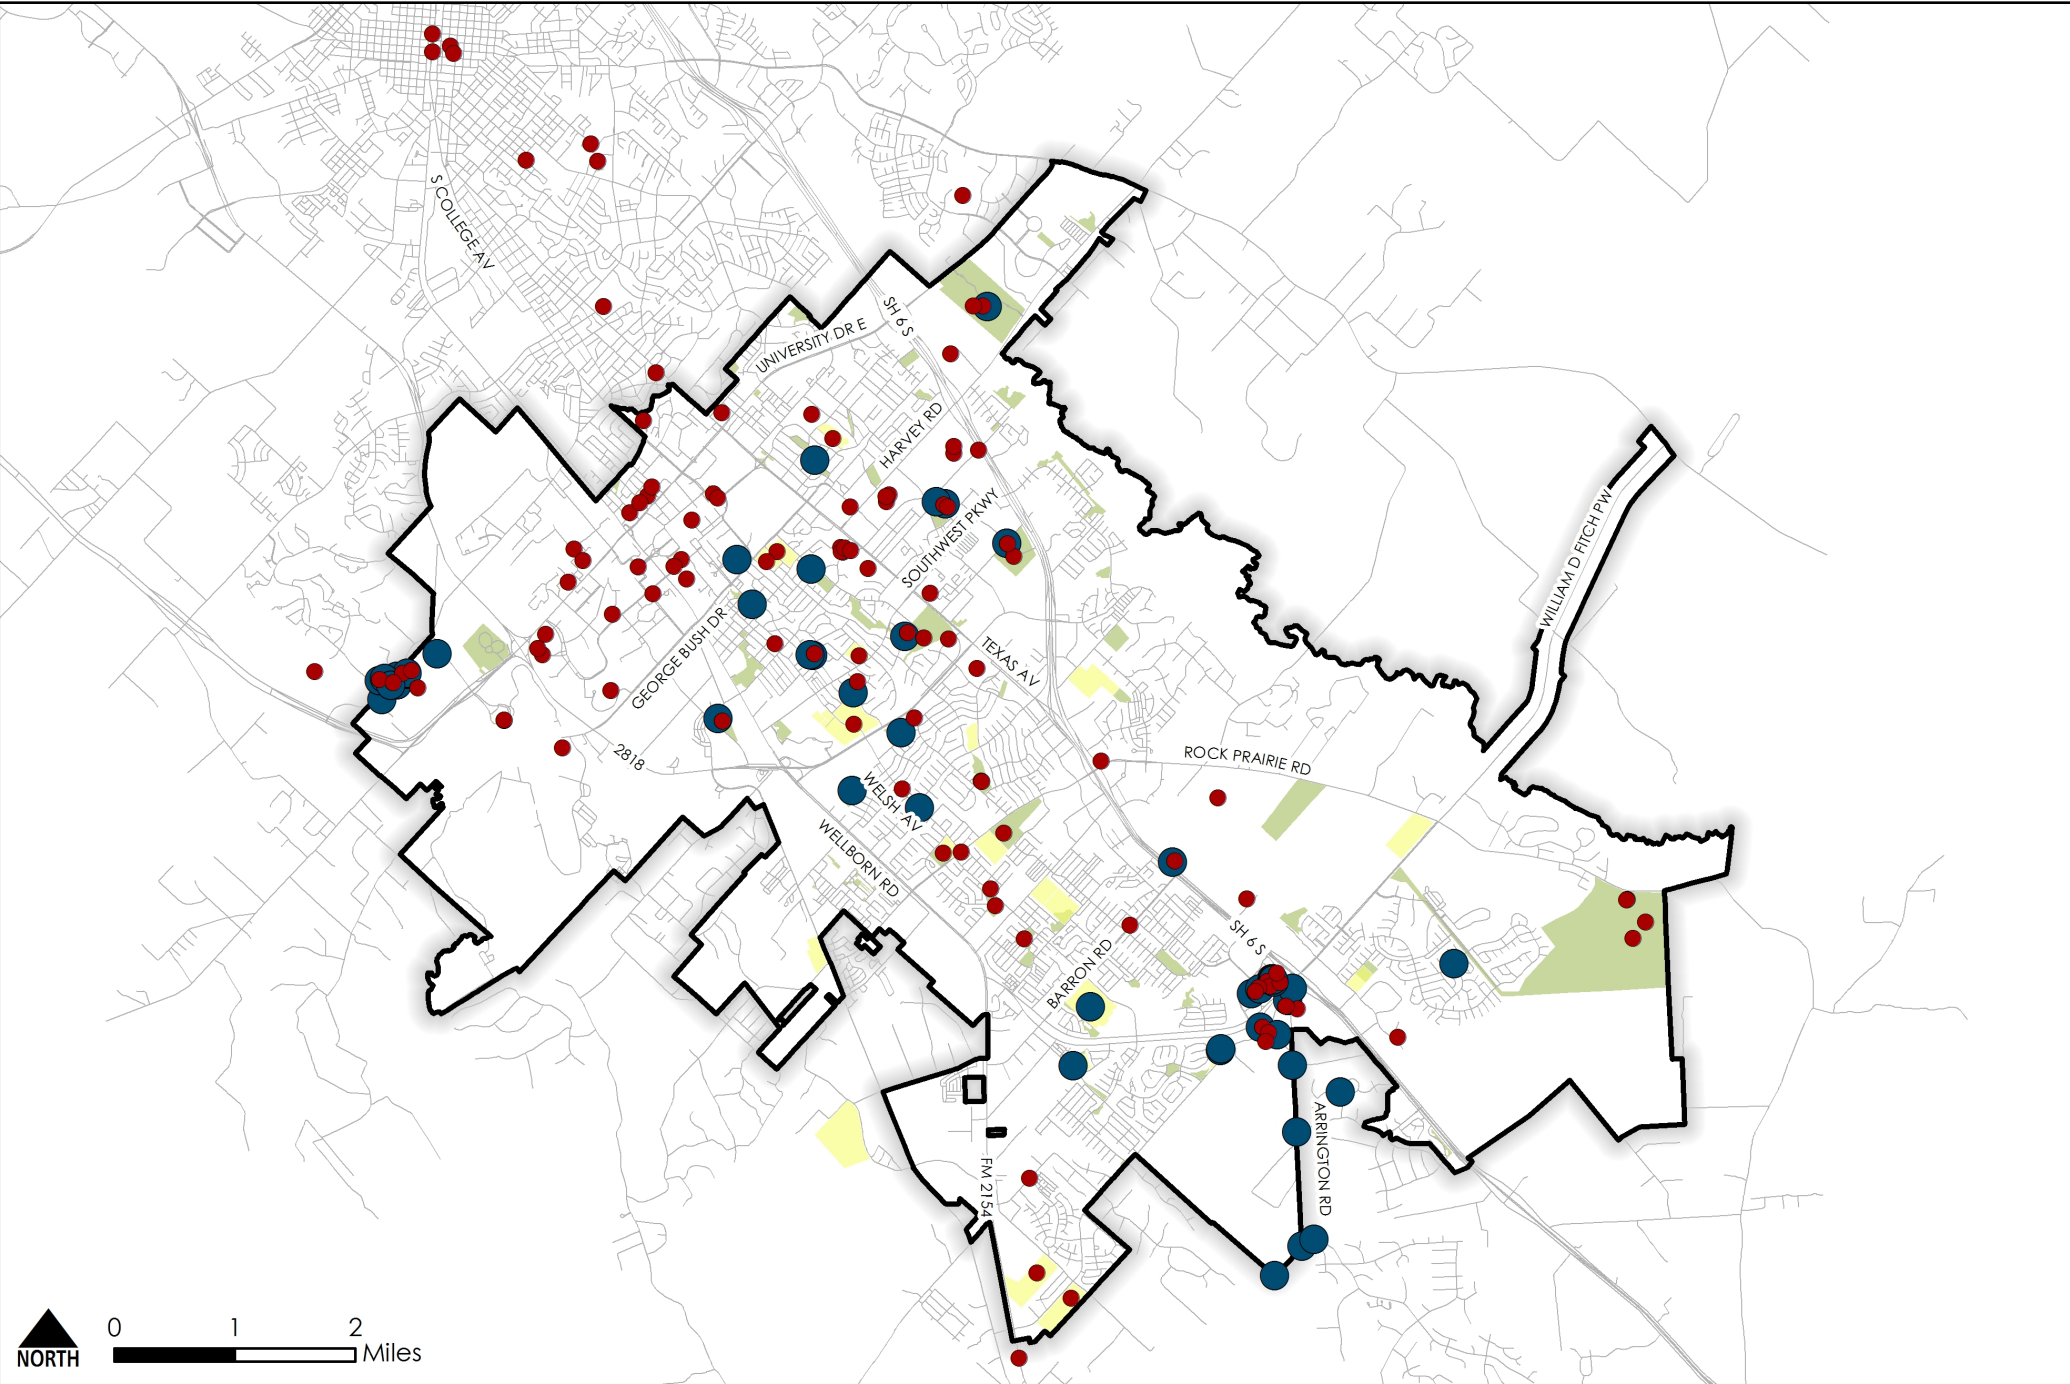 S COLLEGE AV
SH 6 S
UNIVERSITY DR E
HARVEY RD
SOUTHWEST PKWY
WILLIAM D FITCH PW
GEORGE BUSH DR
TEXAS AV
2818
ROCK PRAIRIE RD
WELSH AV
WELLBORN RD
SH 6 S
BARRON RD
ARRINGTON RD
FM 2154
0 1 2
Miles
NORTH